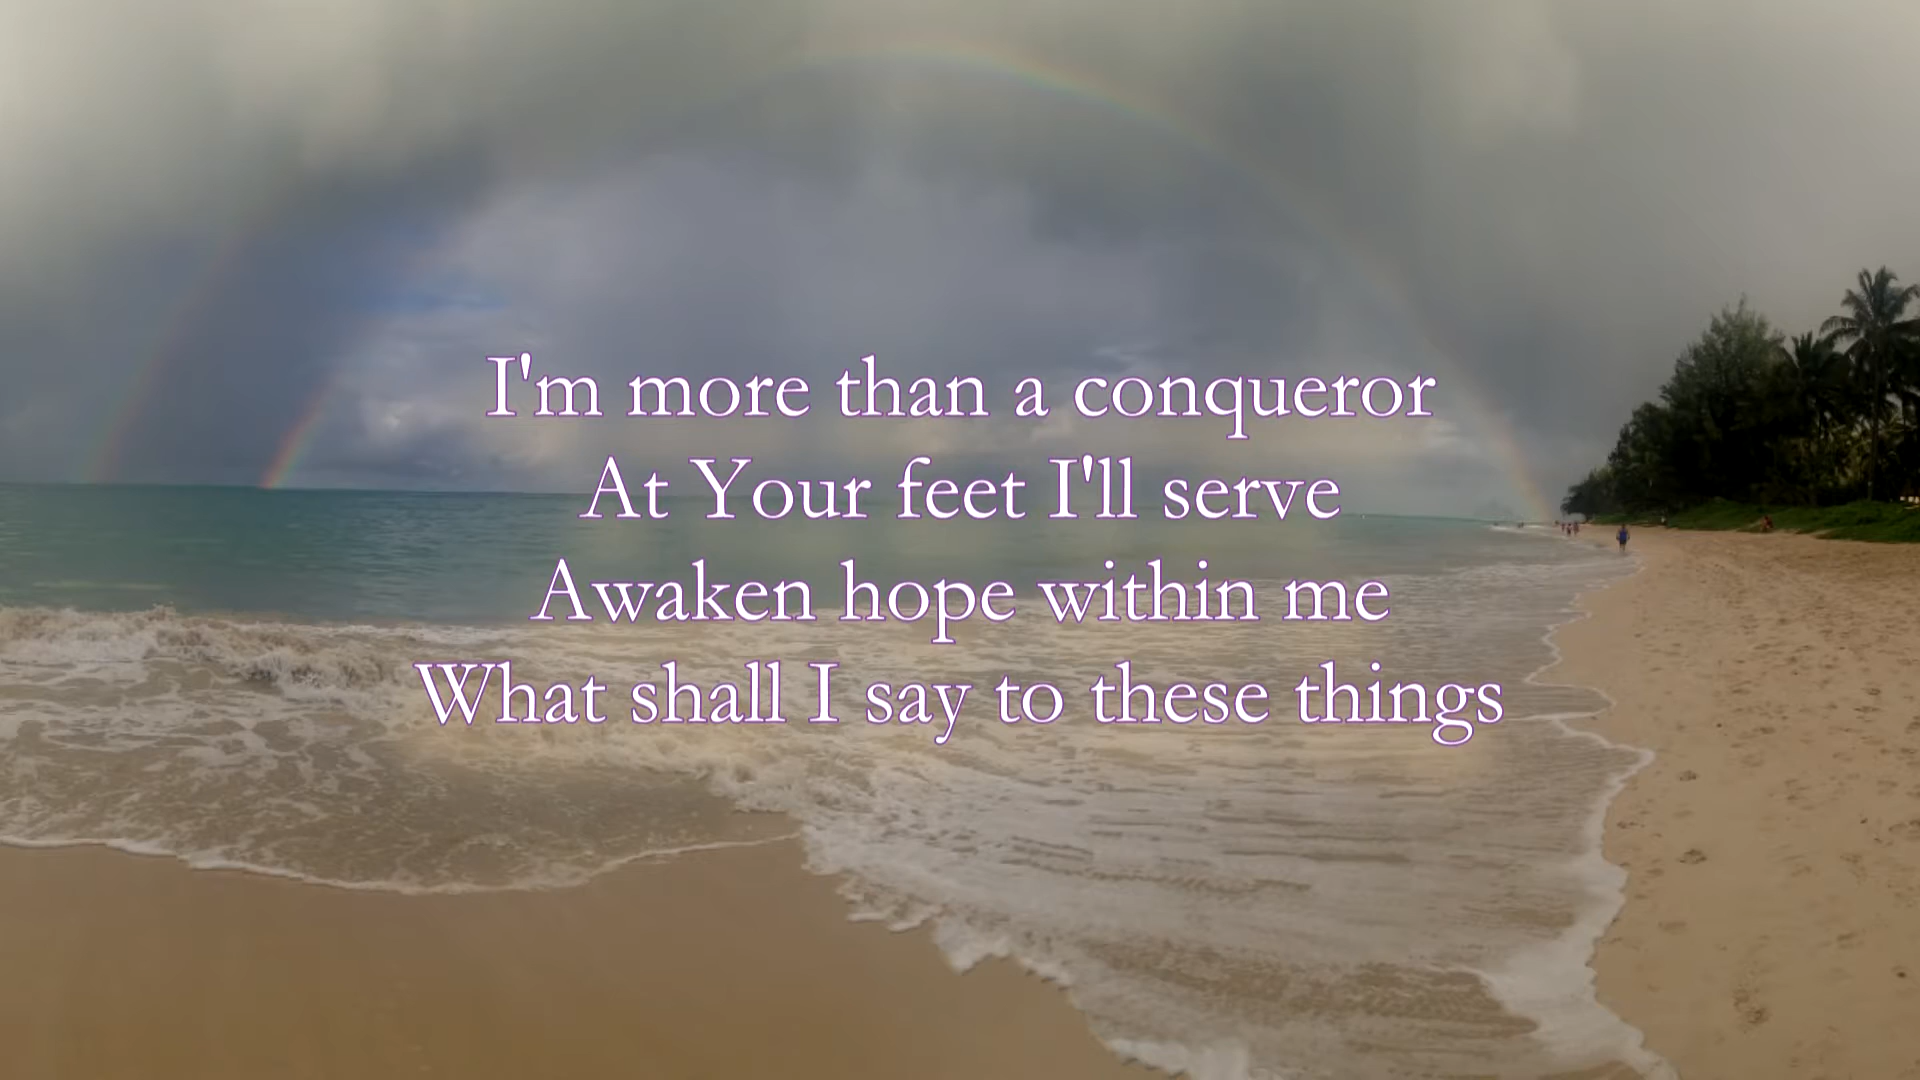 I'm more than a conqueror
At Your feet I'll serve
Awaken hope within me
What shall I say to these things